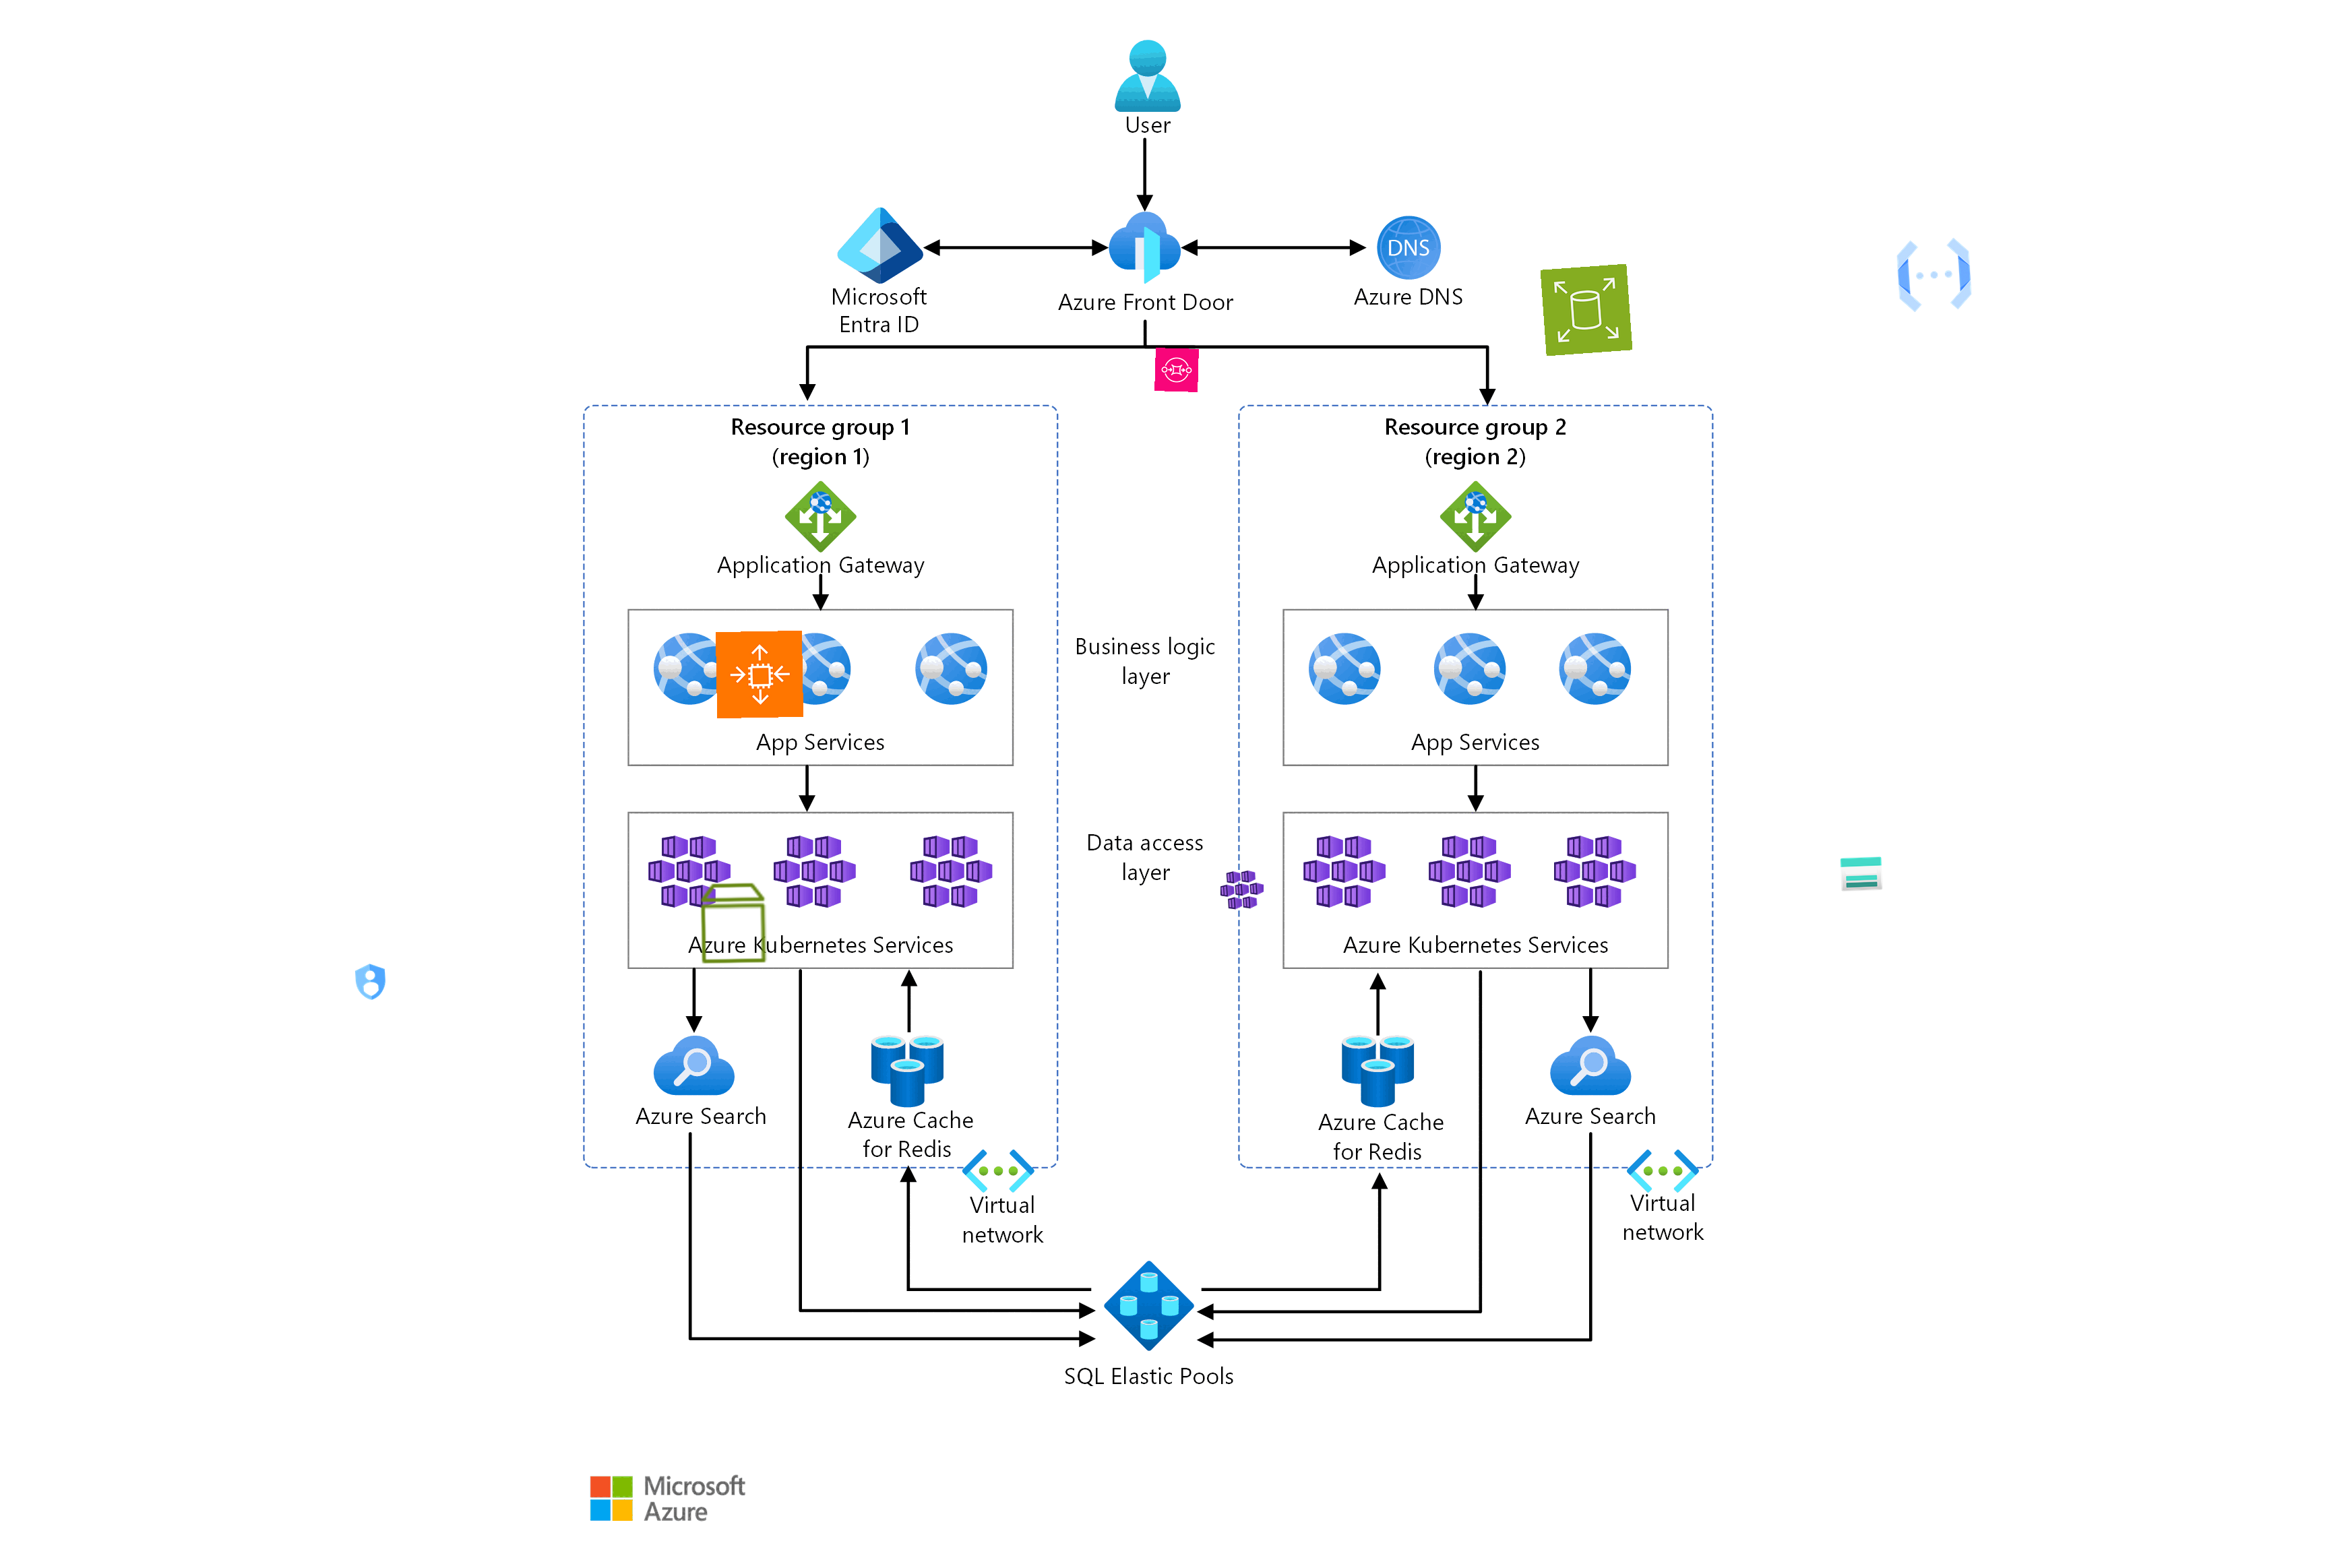 User
DNS
Microsoft
Entra ID
Azure Front Door
Azure DNS
Resource group 1
(region 1)
Resource group 2
(region 2)
Application Gateway
Application Gateway
Business logic
layer
App Services
App Services
Data access
layer
Azure Kubernetes Services
Azure Kubernetes Services
Azure Search
Azure Cache
for Redis
Azure Cache
for Redis
Azure Search
Virtual
network
Virtual
network
SQL Elastic Pools
Microsoft
Azure